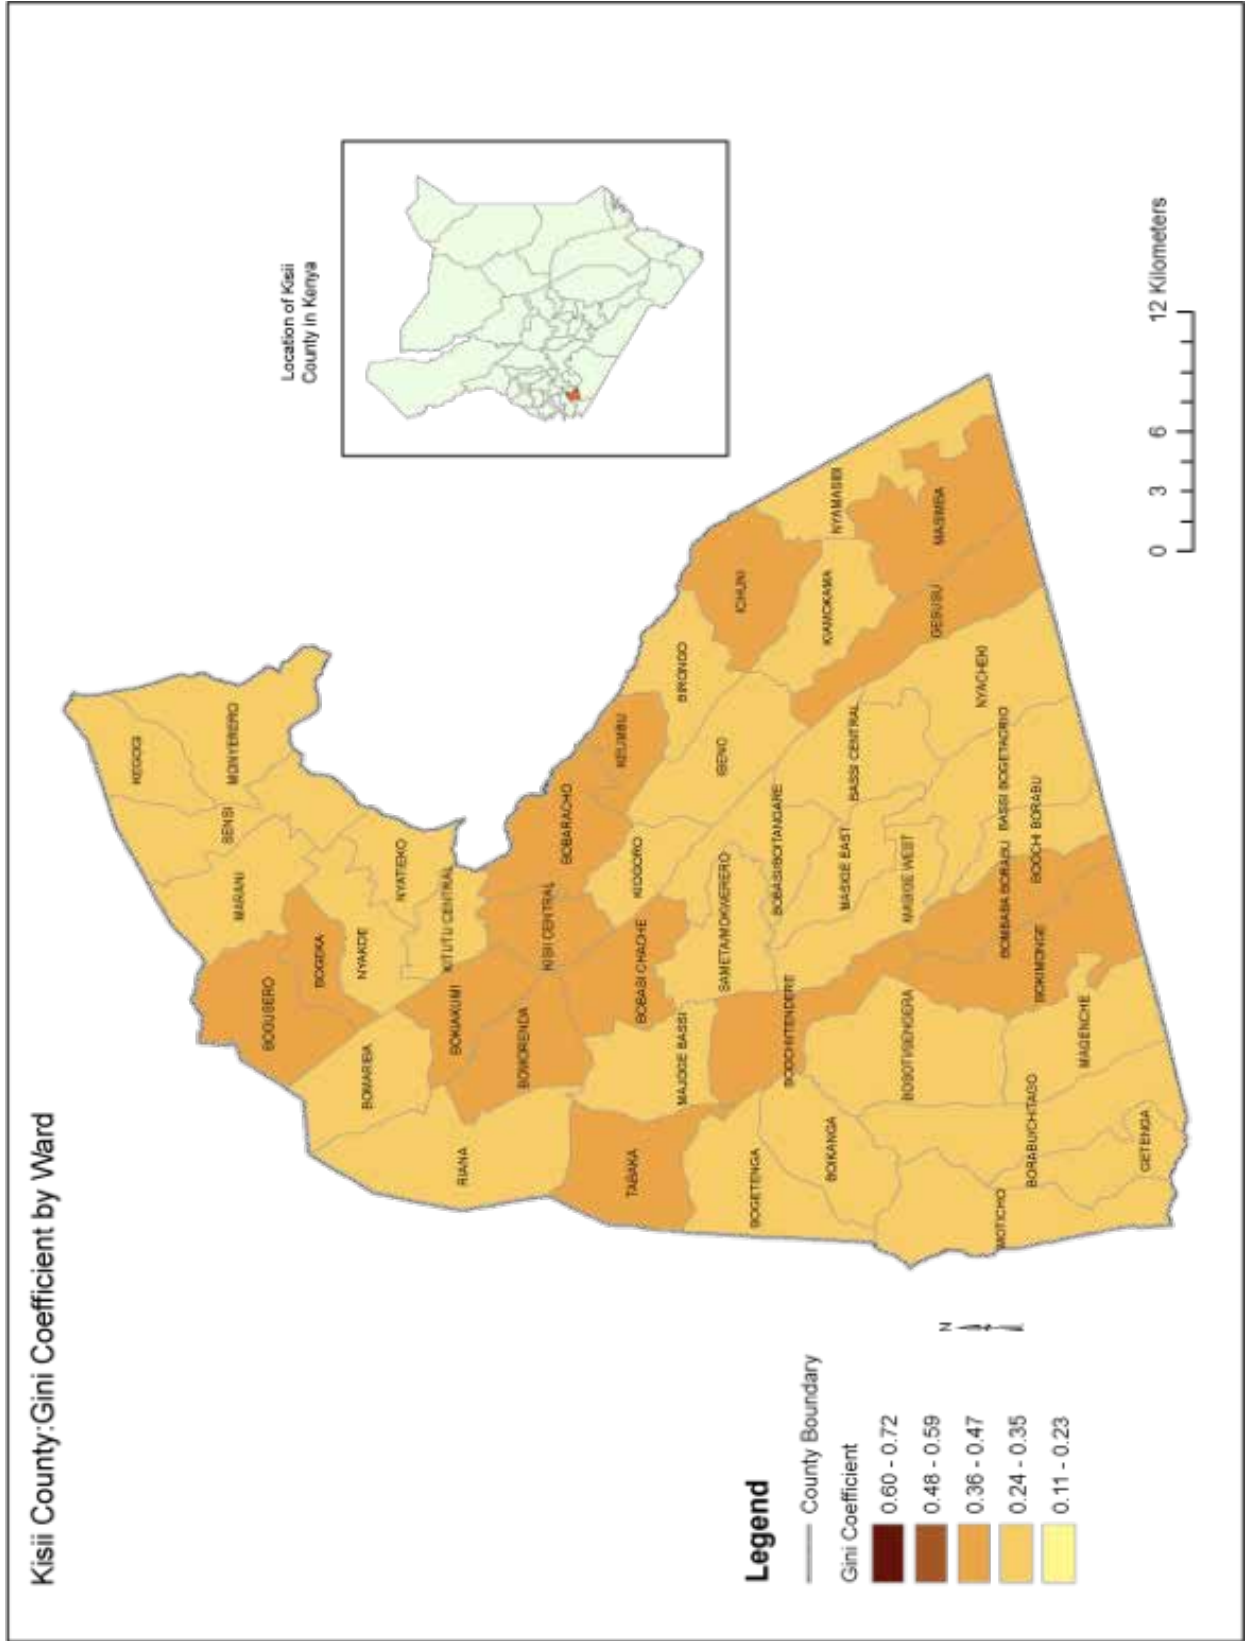 Kisii County:Gini Coefficient by Ward
Location of Kisii
County in Kenya
KEGOGI
MONYERERO
SENSI
MARANI
NYATEKO
KITUTU CENTRAL
NYAKOE
BOGEKA
BOGUSERO
BOMARIBA
RIANA
BOKIAKUMI
BOMORENDA
KISII CENTRAL
BOBARACHO
KEUMBU
KIOGORO
BOBASI CHACHE
BIRONGO
IBENO
ICHUNI
NYAMASIBI
MASIMBA
KIAMOKAMA
GESUSU
NYACHEKI
BASSI CENTRAL
BASSI BOGETAORIO
BOBASI/BOITANGARE
MASIGE EAST
MASIGE WEST
SAMETA/MOKWERERO
BOMBABA BORABU
BOOCHI BORABU
BOKIMONGE
MAJOGE BASSI
BOOCHI/TENDERE
BOSOTI/SENGERA
MAGENCHE
TABAKA
BOGETENGA
BOIKANGA
BORABU/CHITAGO
MOTICHO
GETENGA
0 3 6 12 Kilometers
N
Legend
County Boundary
Gini Coefficient
0.60 - 0.72
0.48 - 0.59
0.36 - 0.47
0.24 - 0.35
0.11 - 0.23